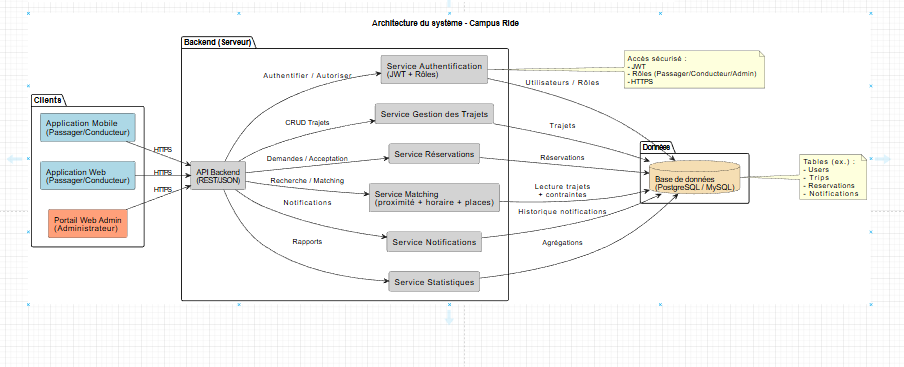 Architecture du système - Campus Ride
Backend (Serveur)
Service Authentification
(JWT + Rôles)
Authentifier / Autoriser
Utilisateurs / Rôles
Accès sécurisé :
- JWT
- Rôles (Passager/Conducteur/Admin)
- HTTPS
Clients
Application Mobile
(Passager/Conducteur)
HTTPS
Application Web
(Passager/Conducteur)
HTTPS
Portail Web Admin
(Administrateur)
HTTPS
API Backend
(REST/JSON)
CRUD Trajets
Service Gestion des Trajets
Trajets
Demandes / Acceptation
Service Réservations
Réservations
Recherche / Matching
Service Matching
(proximité + horaire + places)
Lecture trajets
+ contraintes
Notifications
Service Notifications
Historique notifications
Rapports
Service Statistiques
Agrégations
Données
Base de données
(PostgreSQL / MySQL)
Tables (ex.) :
- Users
- Trips
- Reservations
- Notifications